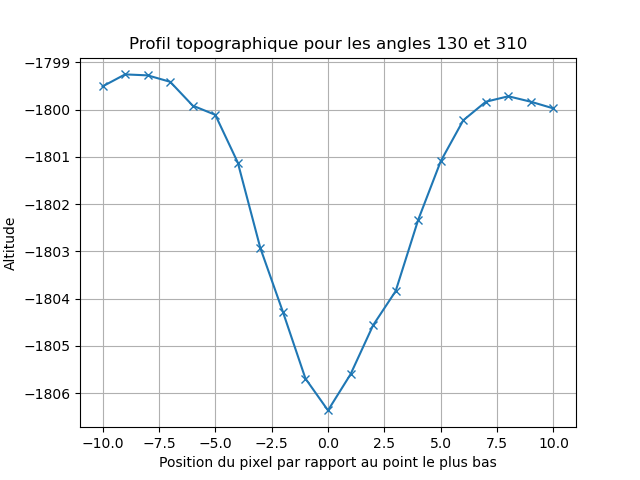 Profil topographique pour les angles 130 et 310
Altitude
−1799
−1800
−1801
−1802
−1803
−1804
−1805
−1806
−10.0 −7.5 −5.0 −2.5 0.0 2.5 5.0 7.5 10.0
Position du pixel par rapport au point le plus bas